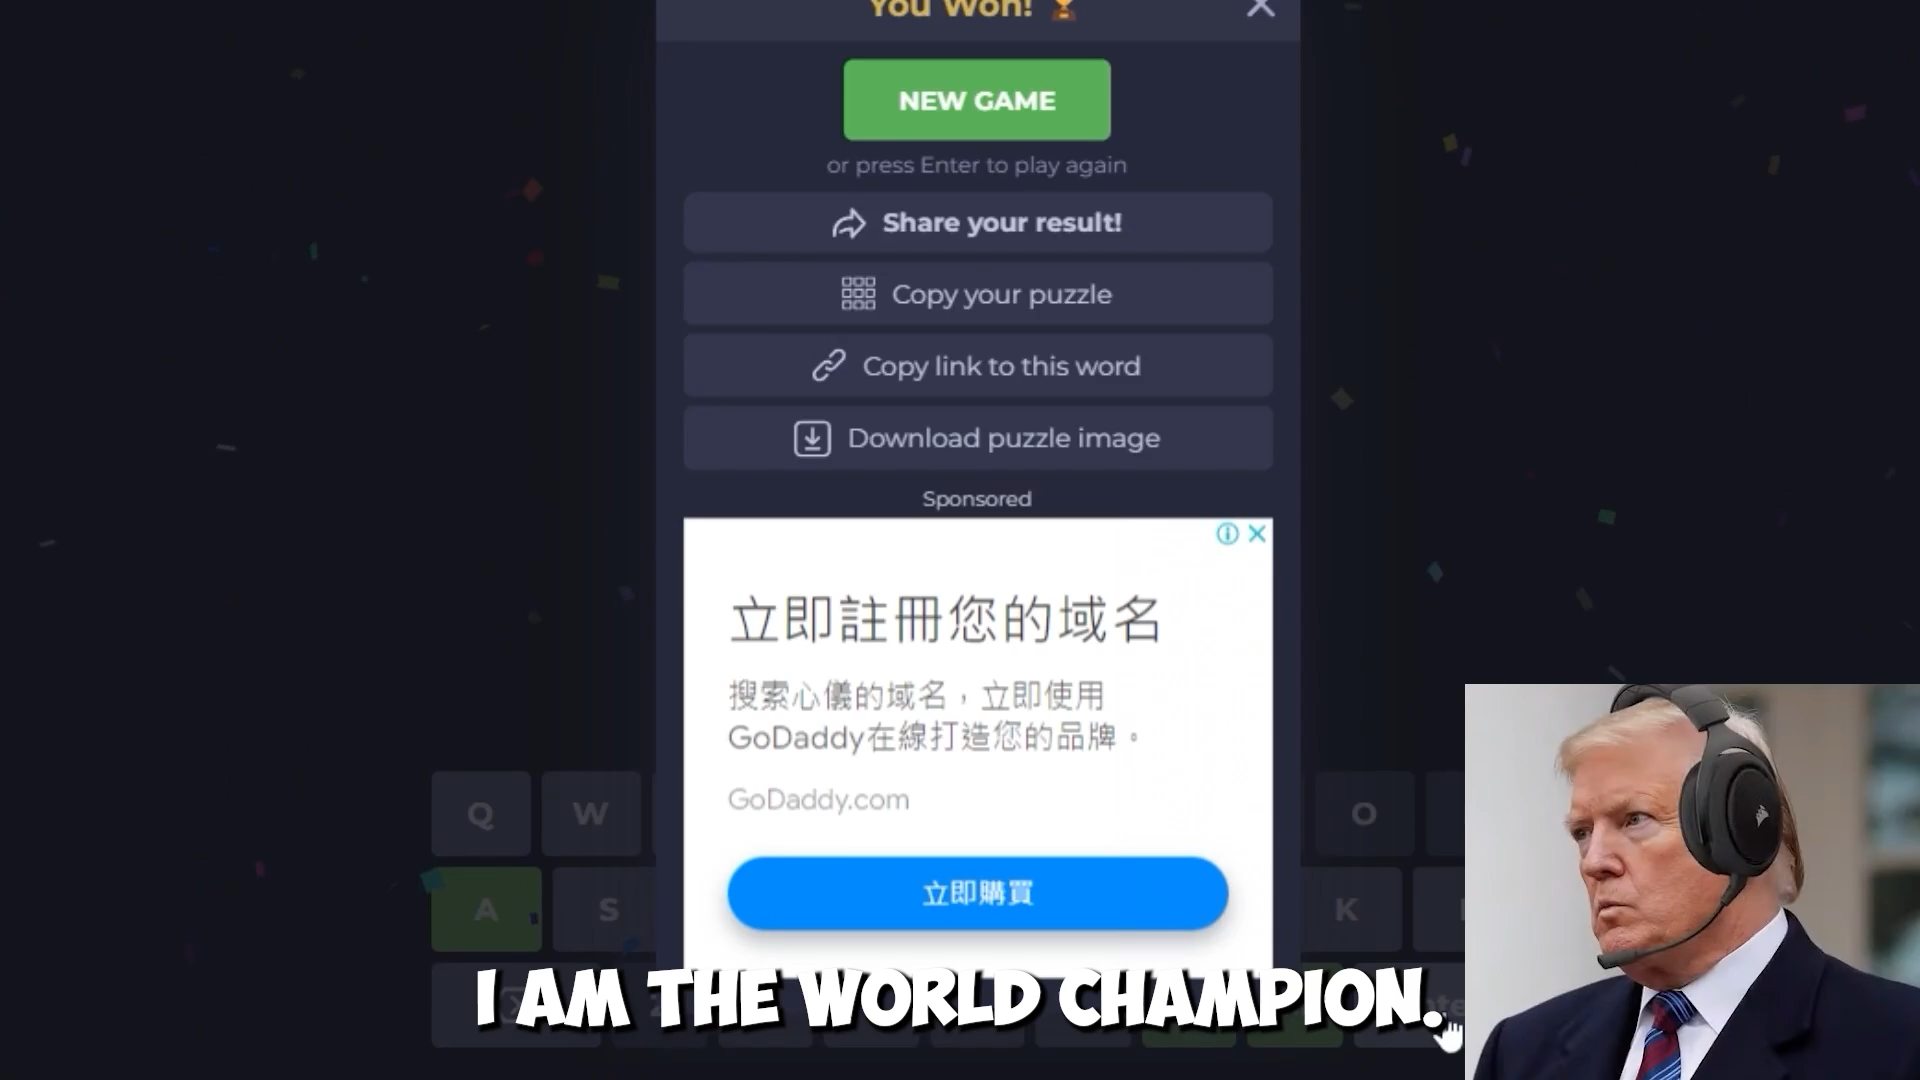 You Won!
NEW GAME
or press Enter to play again
Share your result!
Copy your puzzle
Copy link to this word
Download puzzle image
Sponsored
立即註冊您的域名
搜索心儀的域名，立即使用
GoDaddy在線打造您的品牌。
GoDaddy.com
立即購買
Q W O
A S K
I AM THE WORLD CHAMPION.